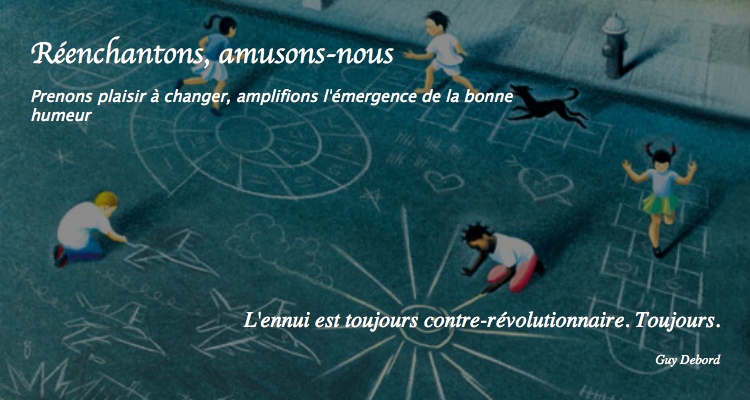 Réenchantons, amusons-nous
Prenons plaisir à changer, amplifions l'émergence de la bonne
humeur
L'ennui est toujours contre-révolutionnaire. Toujours.
Guy Debord